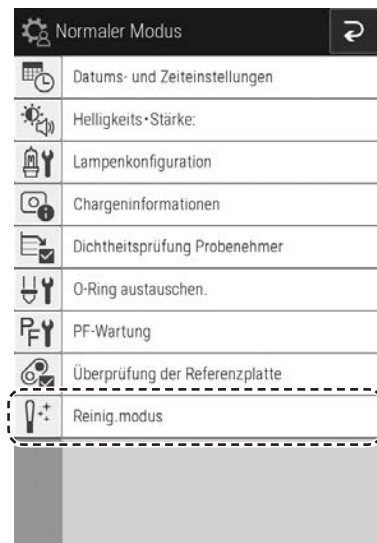 Normaler Modus
Datums- und Zeiteinstellungen
Helligkeits・Stärke:
Lampenkonfiguration
Chargeninformationen
Dichtheitsprüfung Probenehmer
O-Ring austauschen.
PF PF-Wartung
Überprüfung der Referenzplatte
Reinig.modus